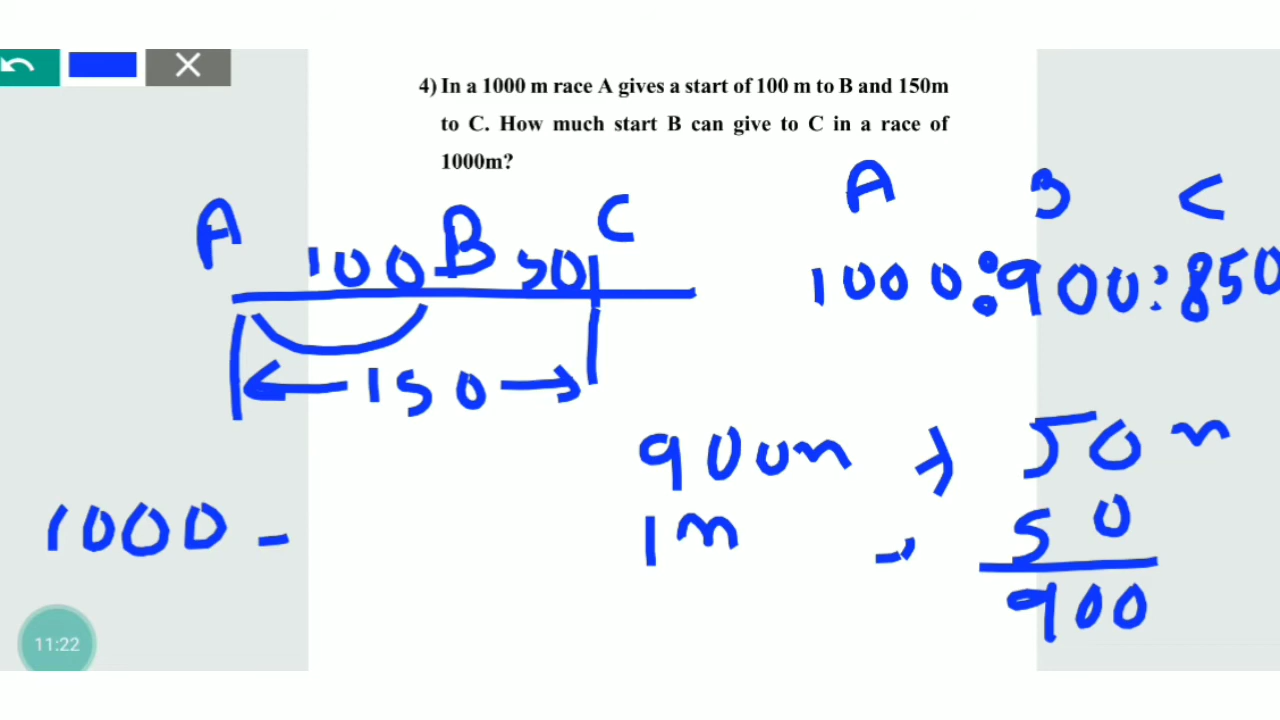 4) In a 1000 m race A gives a start of 100 m to B and 150m
to C. How much start B can give to C in a race of
1000m?
A B C
1000:900:850
A 100 B 50 C
150
900m → 50 m
1m → 50
900
1000 -
11:22